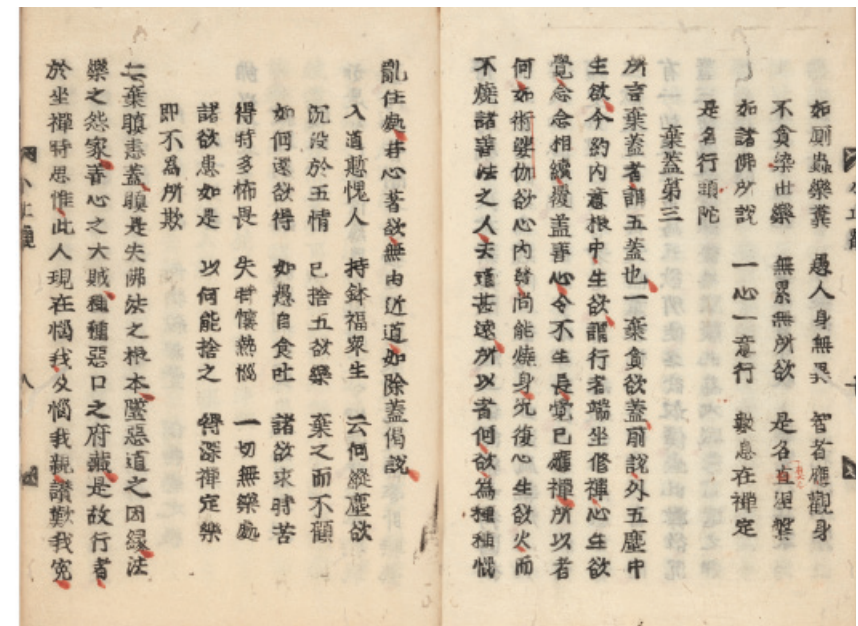 如厠蟲樂糞　愚人身無異　智者應觀身
不貪染世樂　無累無所欲　是名直涅槃
如諸佛所說　一心一意行　數息在禪定
是名行頭陀
棄蓋第三
所言棄蓋者謂五蓋也一棄貪欲蓋前說外五塵中
生欲今約內意根中生欲謂行者端坐修禪心生欲
覺念念相續覆蓋善心令不生長覺已應禪所以者
何如術婆伽欲心內發尚能燒身况復心生欲火而
不燒諸善法之人去道甚遠所以者何欲為種種惱
亂住處若心著欲無由近道如除蓋偈說
入道慙愧人　持鉢福衆生　云何縱塵欲
沉没於五情　已捨五欲樂　棄之而不顧
如何還欲得　如愚自食吐　諸欲求時苦
得時多怖畏　失時懷熱惱　一切無樂處
諸欲患如是　以何能捨之　得深禪定樂
即不為所欺
二棄瞋恚蓋瞋是失佛法之根本墜惡道之因緣法
樂之怨家善心之大賊種種惡口之府藏是故行者
於坐禪時思惟此人現在惱我及惱我親讚歎我冤
小止觀
八